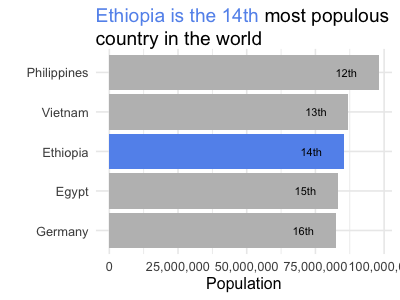 Ethiopia is the 14th most populous
country in the world
Philippines 12th
Vietnam 13th
Ethiopia 14th
Egypt 15th
Germany 16th
0 25,000,000 50,000,000 75,000,000 100,000,0
Population